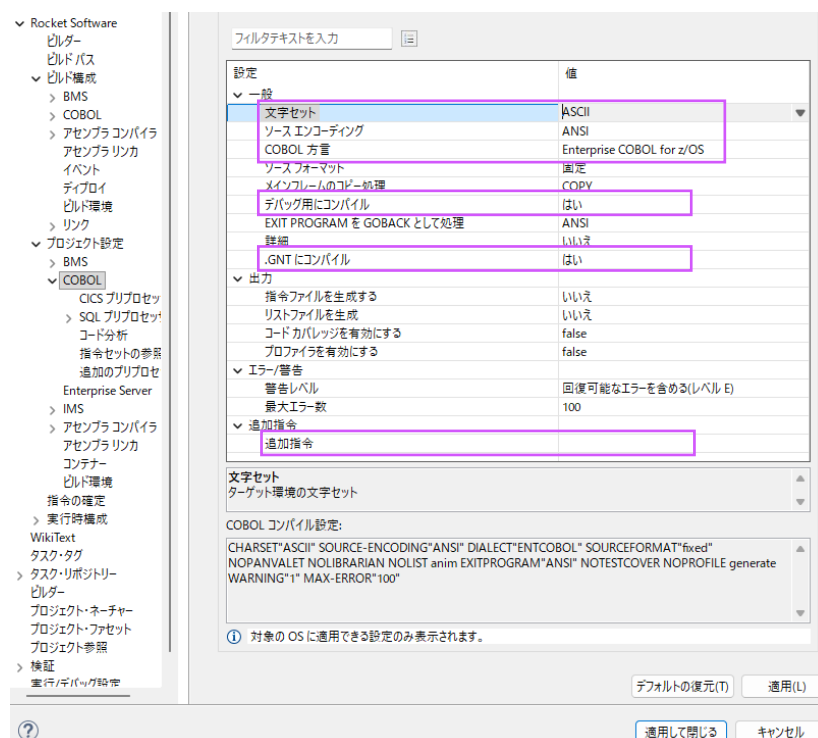 Rocket Software
ビルダー
ビルド パス
ビルド構成
BMS
COBOL
アセンブラ コンパイラ
アセンブラ リンカ
イベント
ディプロイ
ビルド環境
リンク
プロジェクト設定
BMS
COBOL
CICS プリプロセッ
SQL プリプロセッサ
コード分析
指令セットの参照
追加のプリプロセ
Enterprise Server
IMS
アセンブラ コンパイラ
アセンブラ リンカ
コンテナー
ビルド環境
指令の確定
実行時構成
WikiText
タスク・タグ
タスク・リポジトリー
ビルダー
プロジェクト・ネーチャー
プロジェクト・ファセット
プロジェクト参照
検証
実行/デバッグ設定
フィルタテキストを入力
設定 値
一般
文字セット ASCII
ソース エンコーディング ANSI
COBOL 方言 Enterprise COBOL for z/OS
ソース フォーマット 固定
メインフレームのコピー処理 COPY
デバッグ用にコンパイル はい
EXIT PROGRAM を GOBACK として処理 ANSI
詳細 いいえ
.GNT にコンパイル はい
出力
指令ファイルを生成する いいえ
リストファイルを生成 いいえ
コード カバレッジを有効にする false
プロファイラを有効にする false
エラー/警告
警告レベル 回復可能なエラーを含める(レベル E)
最大エラー数 100
追加指令
追加指令
文字セット
ターゲット環境の文字セット
COBOL コンパイル設定:
CHARSET"ASCII" SOURCE-ENCODING"ANSI" DIALECT"ENTCOBOL" SOURCEFORMAT"fixed"
NOPANVALET NOLIBRARIAN NOLIST anim EXITPROGRAM"ANSI" NOTESTCOVER NOPROFILE generate
WARNING"1" MAX-ERROR"100"
対象の OS に適用できる設定のみ表示されます。
デフォルトの復元(T) 適用(L)
適用して閉じる キャンセル